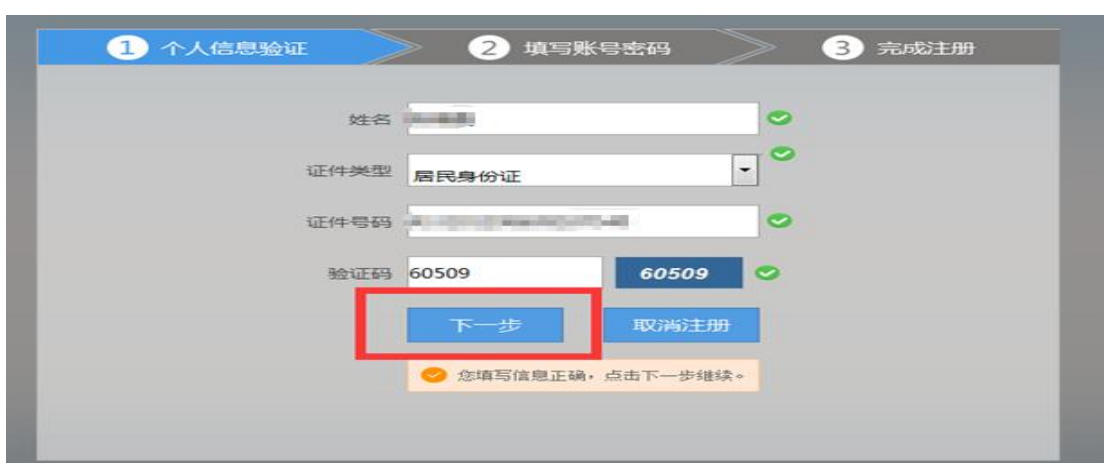 1 个人信息验证 2 填写账号密码 3 完成注册
姓名
证件类型 居民身份证
证件号码
验证码 60509 60509
下一步 取消注册
您填写信息正确，点击下一步继续。